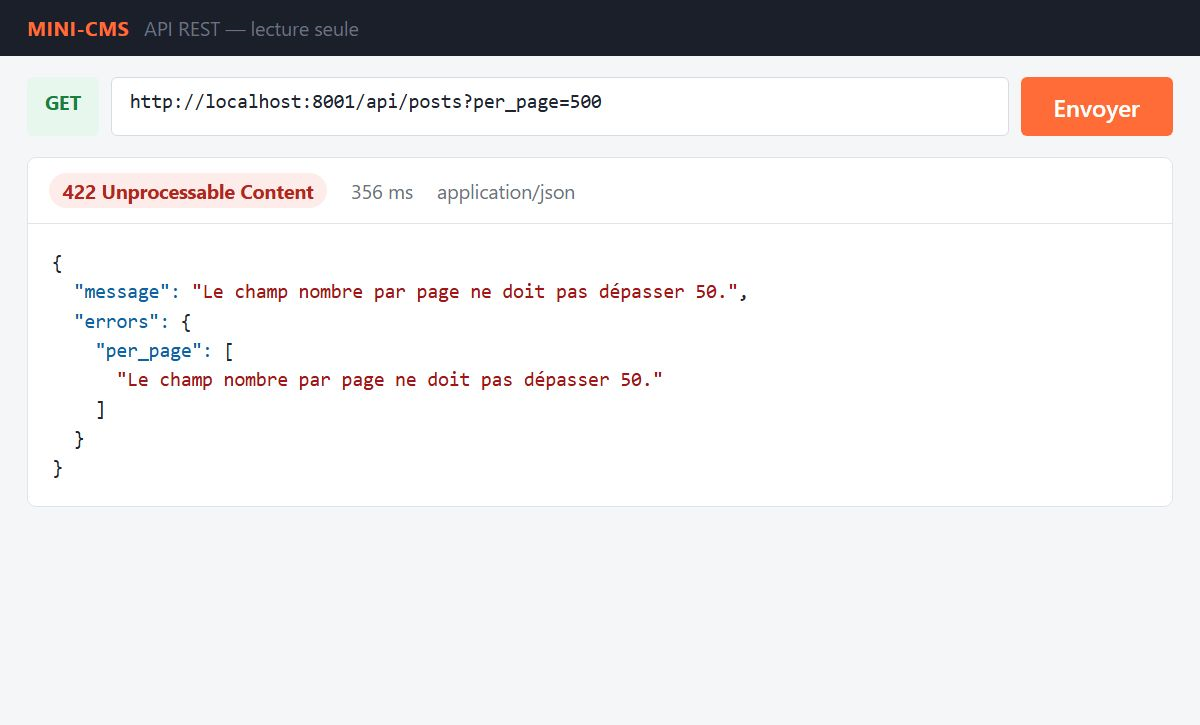 MINI-CMS API REST — lecture seule
GET http://localhost:8001/api/posts?per_page=500 Envoyer
422 Unprocessable Content 356 ms application/json
{
  "message": "Le champ nombre par page ne doit pas dépasser 50.",
  "errors": {
    "per_page": [
      "Le champ nombre par page ne doit pas dépasser 50."
    ]
  }
}